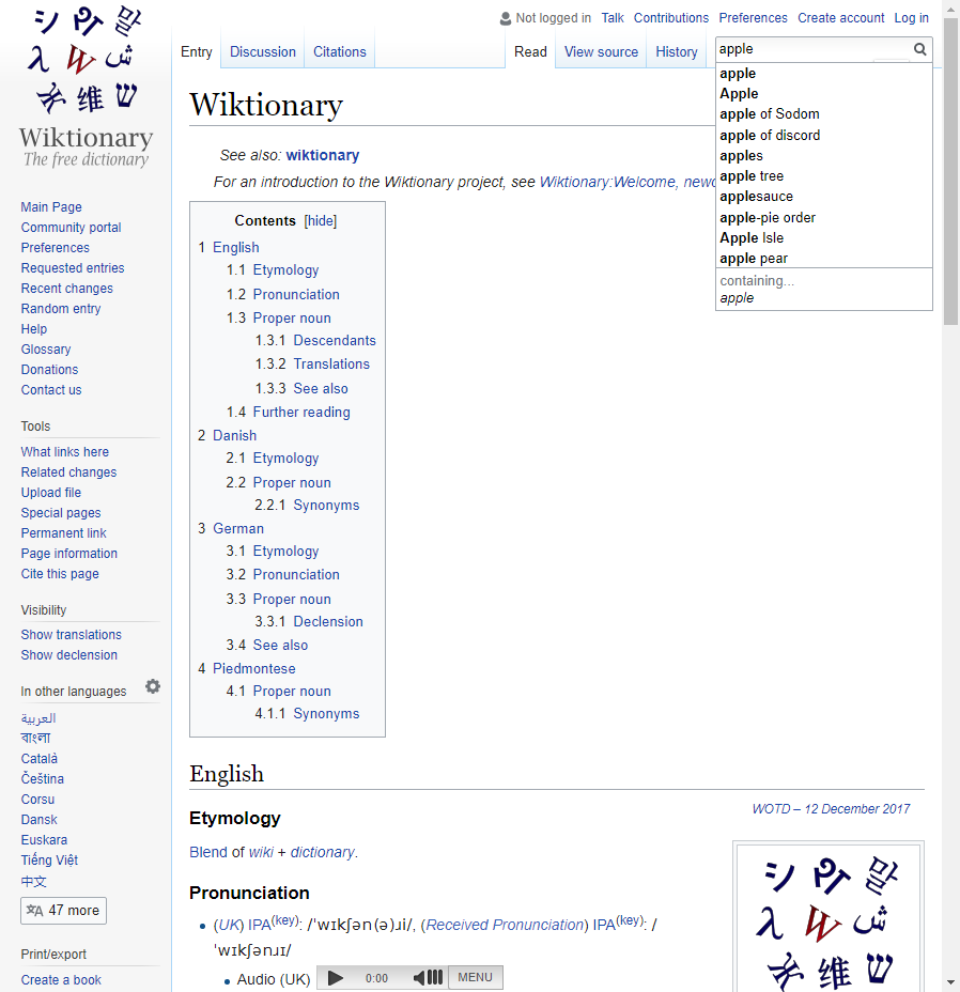 シ ウィ 말
λ W ش
 维 ש
Wiktionary
The free dictionary
Main Page
Community portal
Preferences
Requested entries
Recent changes
Random entry
Help
Glossary
Donations
Contact us
Tools
What links here
Related changes
Upload file
Special pages
Permanent link
Page information
Cite this page
Visibility
Show translations
Show declension
In other languages
العربية
বাংলা
Català
Čeština
Corsu
Dansk
Euskara
Tiếng Việt
中文
47 more
Print/export
Create a book
Not logged in Talk Contributions Preferences Create account Log in
Entry Discussion Citations Read View source History apple
apple
Apple
apple of Sodom
apple of discord
apples
apple tree
applesauce
apple-pie order
Apple Isle
apple pear
containing...
apple
Wiktionary
See also: wiktionary
For an introduction to the Wiktionary project, see Wiktionary:Welcome,
Contents [hide]
1 English
1.1 Etymology
1.2 Pronunciation
1.3 Proper noun
1.3.1 Descendants
1.3.2 Translations
1.3.3 See also
1.4 Further reading
2 Danish
2.1 Etymology
2.2 Proper noun
2.2.1 Synonyms
3 German
3.1 Etymology
3.2 Pronunciation
3.3 Proper noun
3.3.1 Declension
3.4 See also
4 Piedmontese
4.1 Proper noun
4.1.1 Synonyms
English
WOTD – 12 December 2017
Etymology
Blend of wiki + dictionary.
Pronunciation
• (UK) IPA(key): /ˈwɪkʃən(ə)ɹi/, (Received Pronunciation) IPA(key): /
ˈwɪkʃənɹɪ/
• Audio (UK) 0:00 MENU
シ 말
λ W ش
维 ש